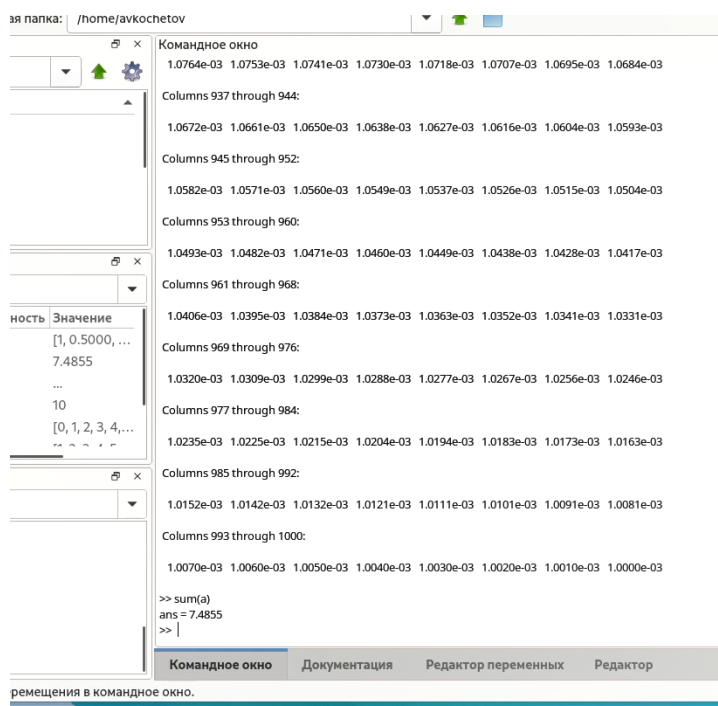 ая папка: /home/avkochetov
Командное окно
1.0764e-03 1.0753e-03 1.0741e-03 1.0730e-03 1.0718e-03 1.0707e-03 1.0695e-03 1.0684e-03
Columns 937 through 944:
1.0672e-03 1.0661e-03 1.0650e-03 1.0638e-03 1.0627e-03 1.0616e-03 1.0604e-03 1.0593e-03
Columns 945 through 952:
1.0582e-03 1.0571e-03 1.0560e-03 1.0549e-03 1.0537e-03 1.0526e-03 1.0515e-03 1.0504e-03
Columns 953 through 960:
1.0493e-03 1.0482e-03 1.0471e-03 1.0460e-03 1.0449e-03 1.0438e-03 1.0428e-03 1.0417e-03
Columns 961 through 968:
1.0406e-03 1.0395e-03 1.0384e-03 1.0373e-03 1.0363e-03 1.0352e-03 1.0341e-03 1.0331e-03
Columns 969 through 976:
1.0320e-03 1.0309e-03 1.0299e-03 1.0288e-03 1.0277e-03 1.0267e-03 1.0256e-03 1.0246e-03
Columns 977 through 984:
1.0235e-03 1.0225e-03 1.0215e-03 1.0204e-03 1.0194e-03 1.0183e-03 1.0173e-03 1.0163e-03
Columns 985 through 992:
1.0152e-03 1.0142e-03 1.0132e-03 1.0121e-03 1.0111e-03 1.0101e-03 1.0091e-03 1.0081e-03
Columns 993 through 1000:
1.0070e-03 1.0060e-03 1.0050e-03 1.0040e-03 1.0030e-03 1.0020e-03 1.0010e-03 1.0000e-03
>> sum(a)
ans = 7.4855
>>
ность Значение
[1, 0.5000, ...
7.4855
...
10
[0, 1, 2, 3, 4,...
Командное окно Документация Редактор переменных Редактор
еремещения в командное окно.